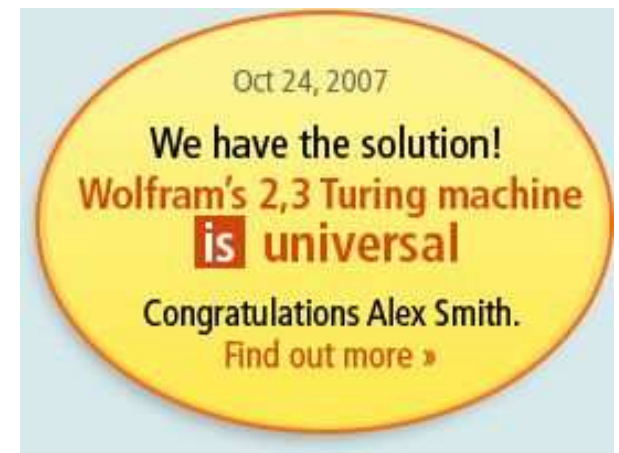 Oct 24, 2007
We have the solution!
Wolfram's 2,3 Turing machine
is universal
Congratulations Alex Smith.
Find out more »